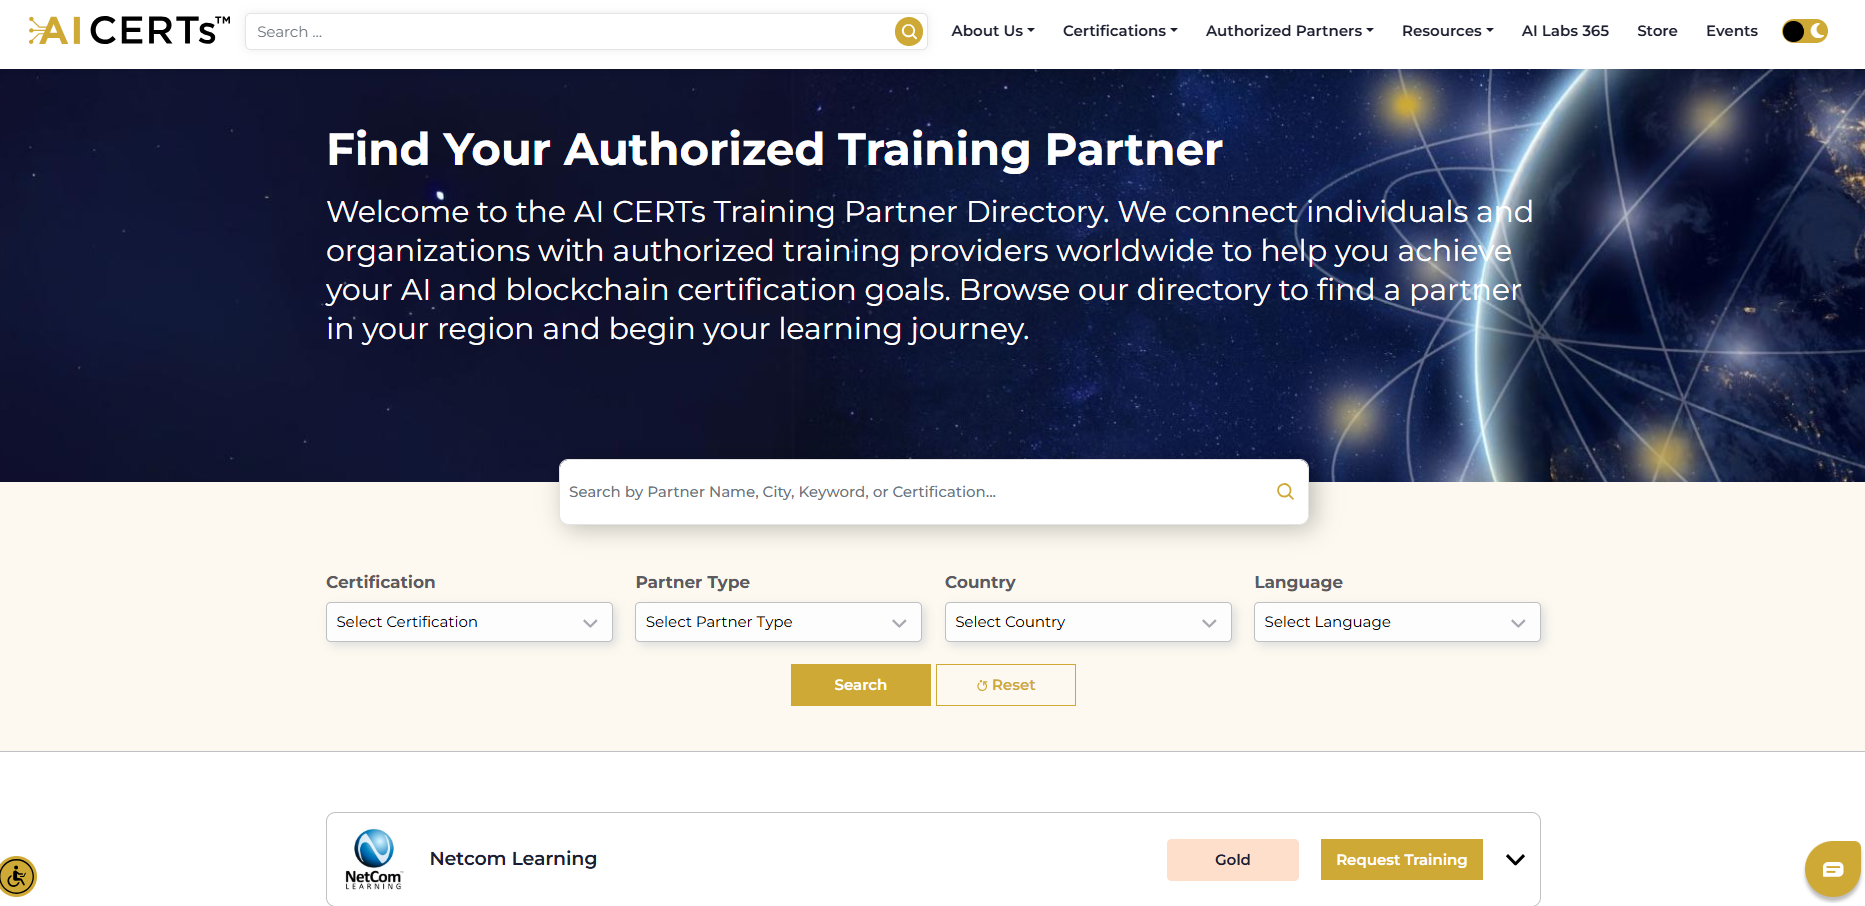 AI CERTs™
Search ...
About Us
Certifications
Authorized Partners
Resources
AI Labs 365
Store
Events
Find Your Authorized Training Partner
Welcome to the AI CERTs Training Partner Directory. We connect individuals and
organizations with authorized training providers worldwide to help you achieve
your AI and blockchain certification goals. Browse our directory to find a partner
in your region and begin your learning journey.
Search by Partner Name, City, Keyword, or Certification...
Certification
Partner Type
Country
Language
Select Certification
Select Partner Type
Select Country
Select Language
Search
Reset
NetCom
LEARNING
Netcom Learning
Gold
Request Training